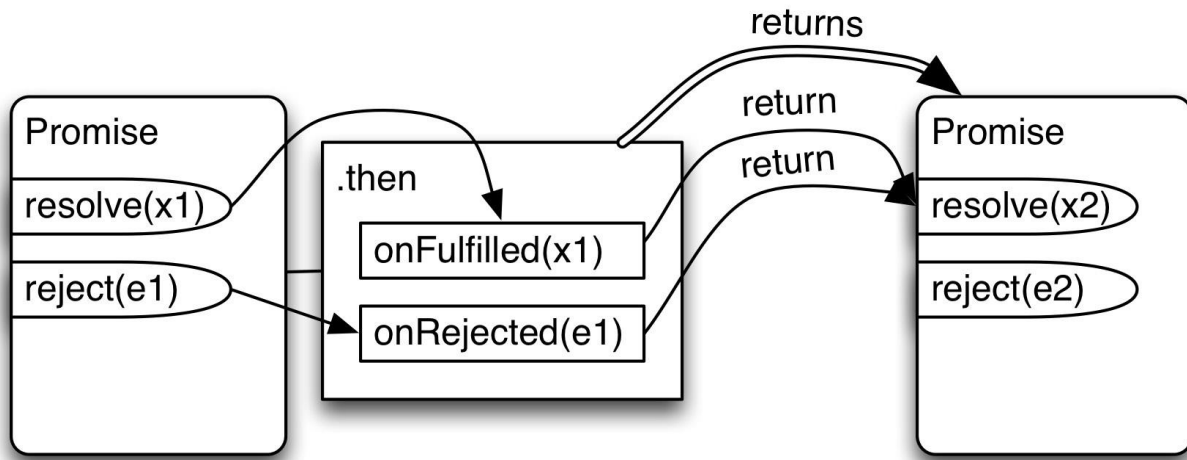 Promise
resolve(x1)
reject(e1)
.then
onFulfilled(x1)
onRejected(e1)
returns
return
return
Promise
resolve(x2)
reject(e2)